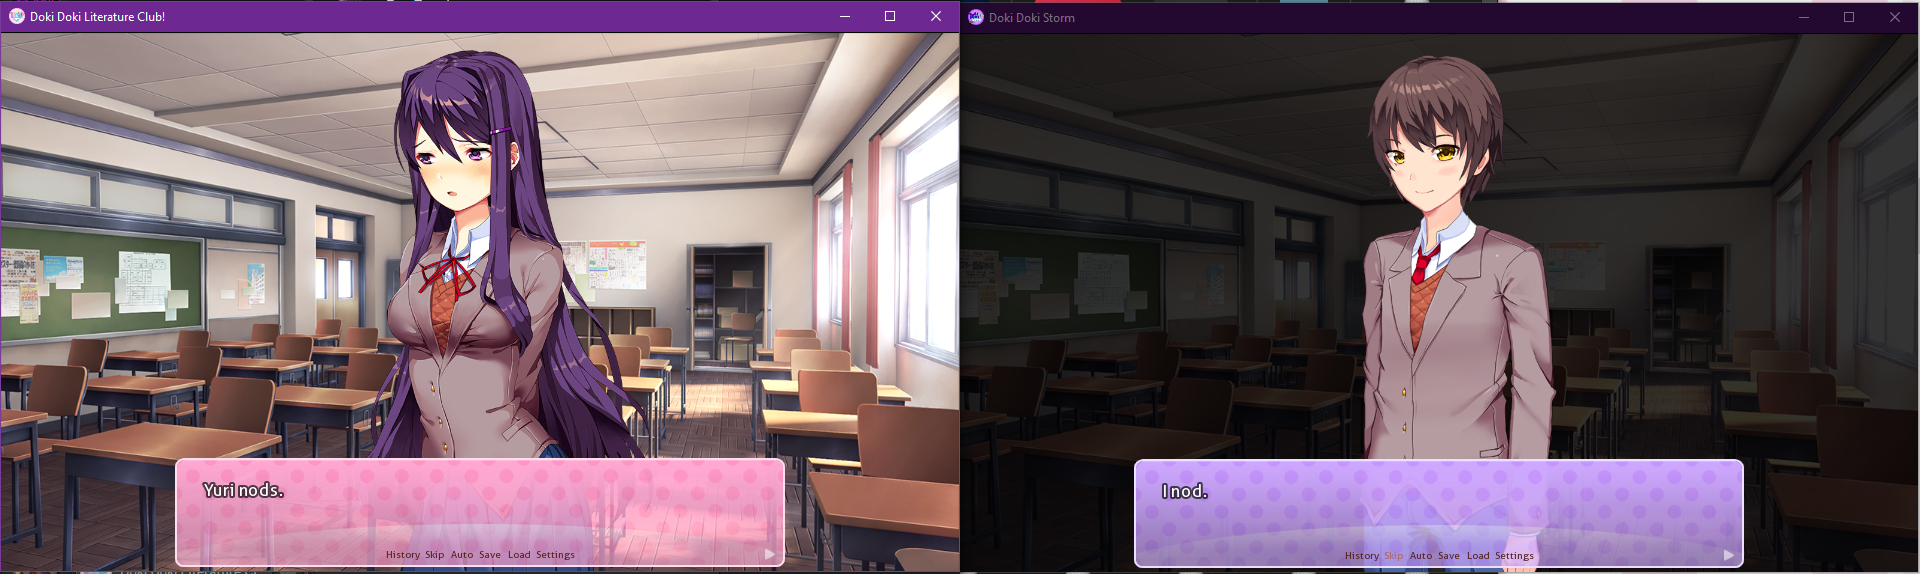 Doki Doki Literature Club!
Yuri nods.
History Skip Auto Save Load Settings
Doki Doki Storm
I nod.
History Skip Auto Save Load Settings